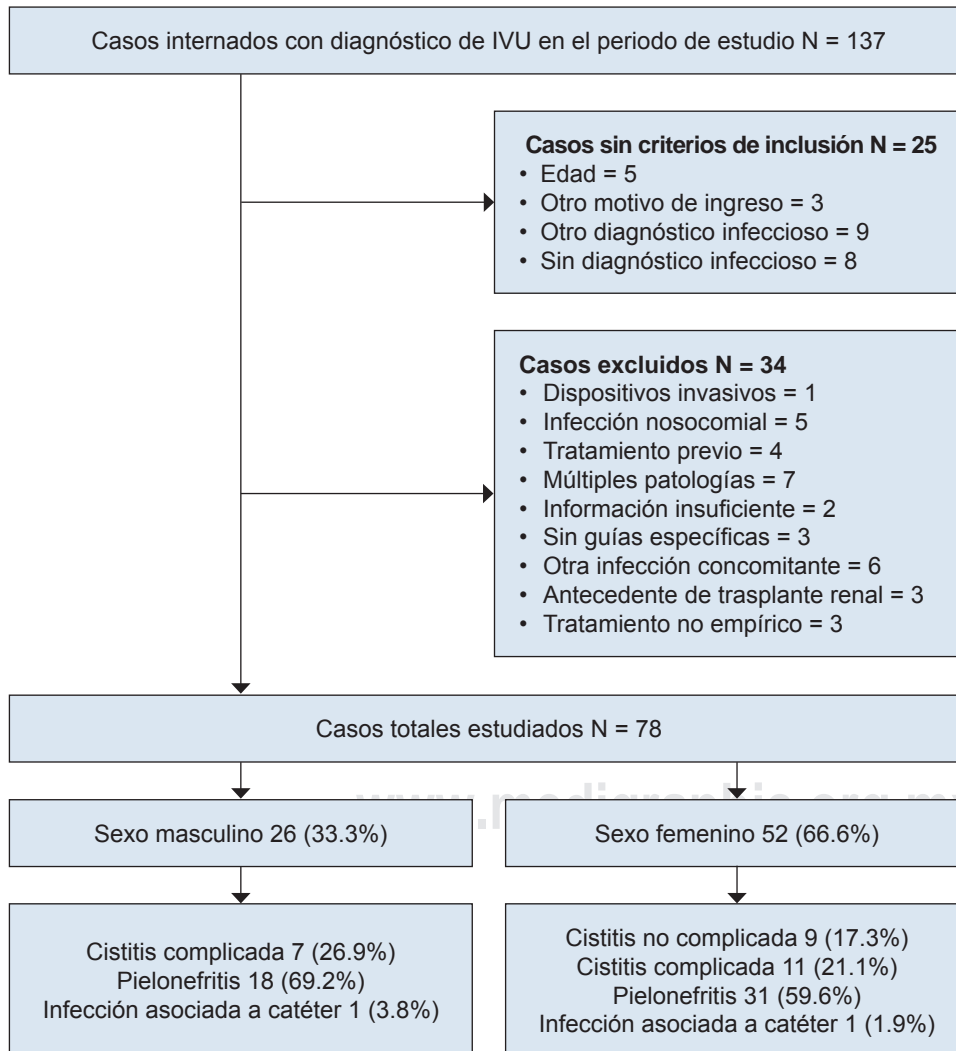 Casos internados con diagnóstico de IVU en el periodo de estudio N = 137
Casos sin criterios de inclusión N = 25
• Edad = 5
• Otro motivo de ingreso = 3
• Otro diagnóstico infeccioso = 9
• Sin diagnóstico infeccioso = 8
Casos excluidos N = 34
• Dispositivos invasivos = 1
• Infección nosocomial = 5
• Tratamiento previo = 4
• Múltiples patologías = 7
• Información insuficiente = 2
• Sin guías específicas = 3
• Otra infección concomitante = 6
• Antecedente de trasplante renal = 3
• Tratamiento no empírico = 3
Casos totales estudiados N = 78
Sexo masculino 26 (33.3%)
Sexo femenino 52 (66.6%)
Cistitis complicada 7 (26.9%)
Pielonefritis 18 (69.2%)
Infección asociada a catéter 1 (3.8%)
Cistitis no complicada 9 (17.3%)
Cistitis complicada 11 (21.1%)
Pielonefritis 31 (59.6%)
Infección asociada a catéter 1 (1.9%)